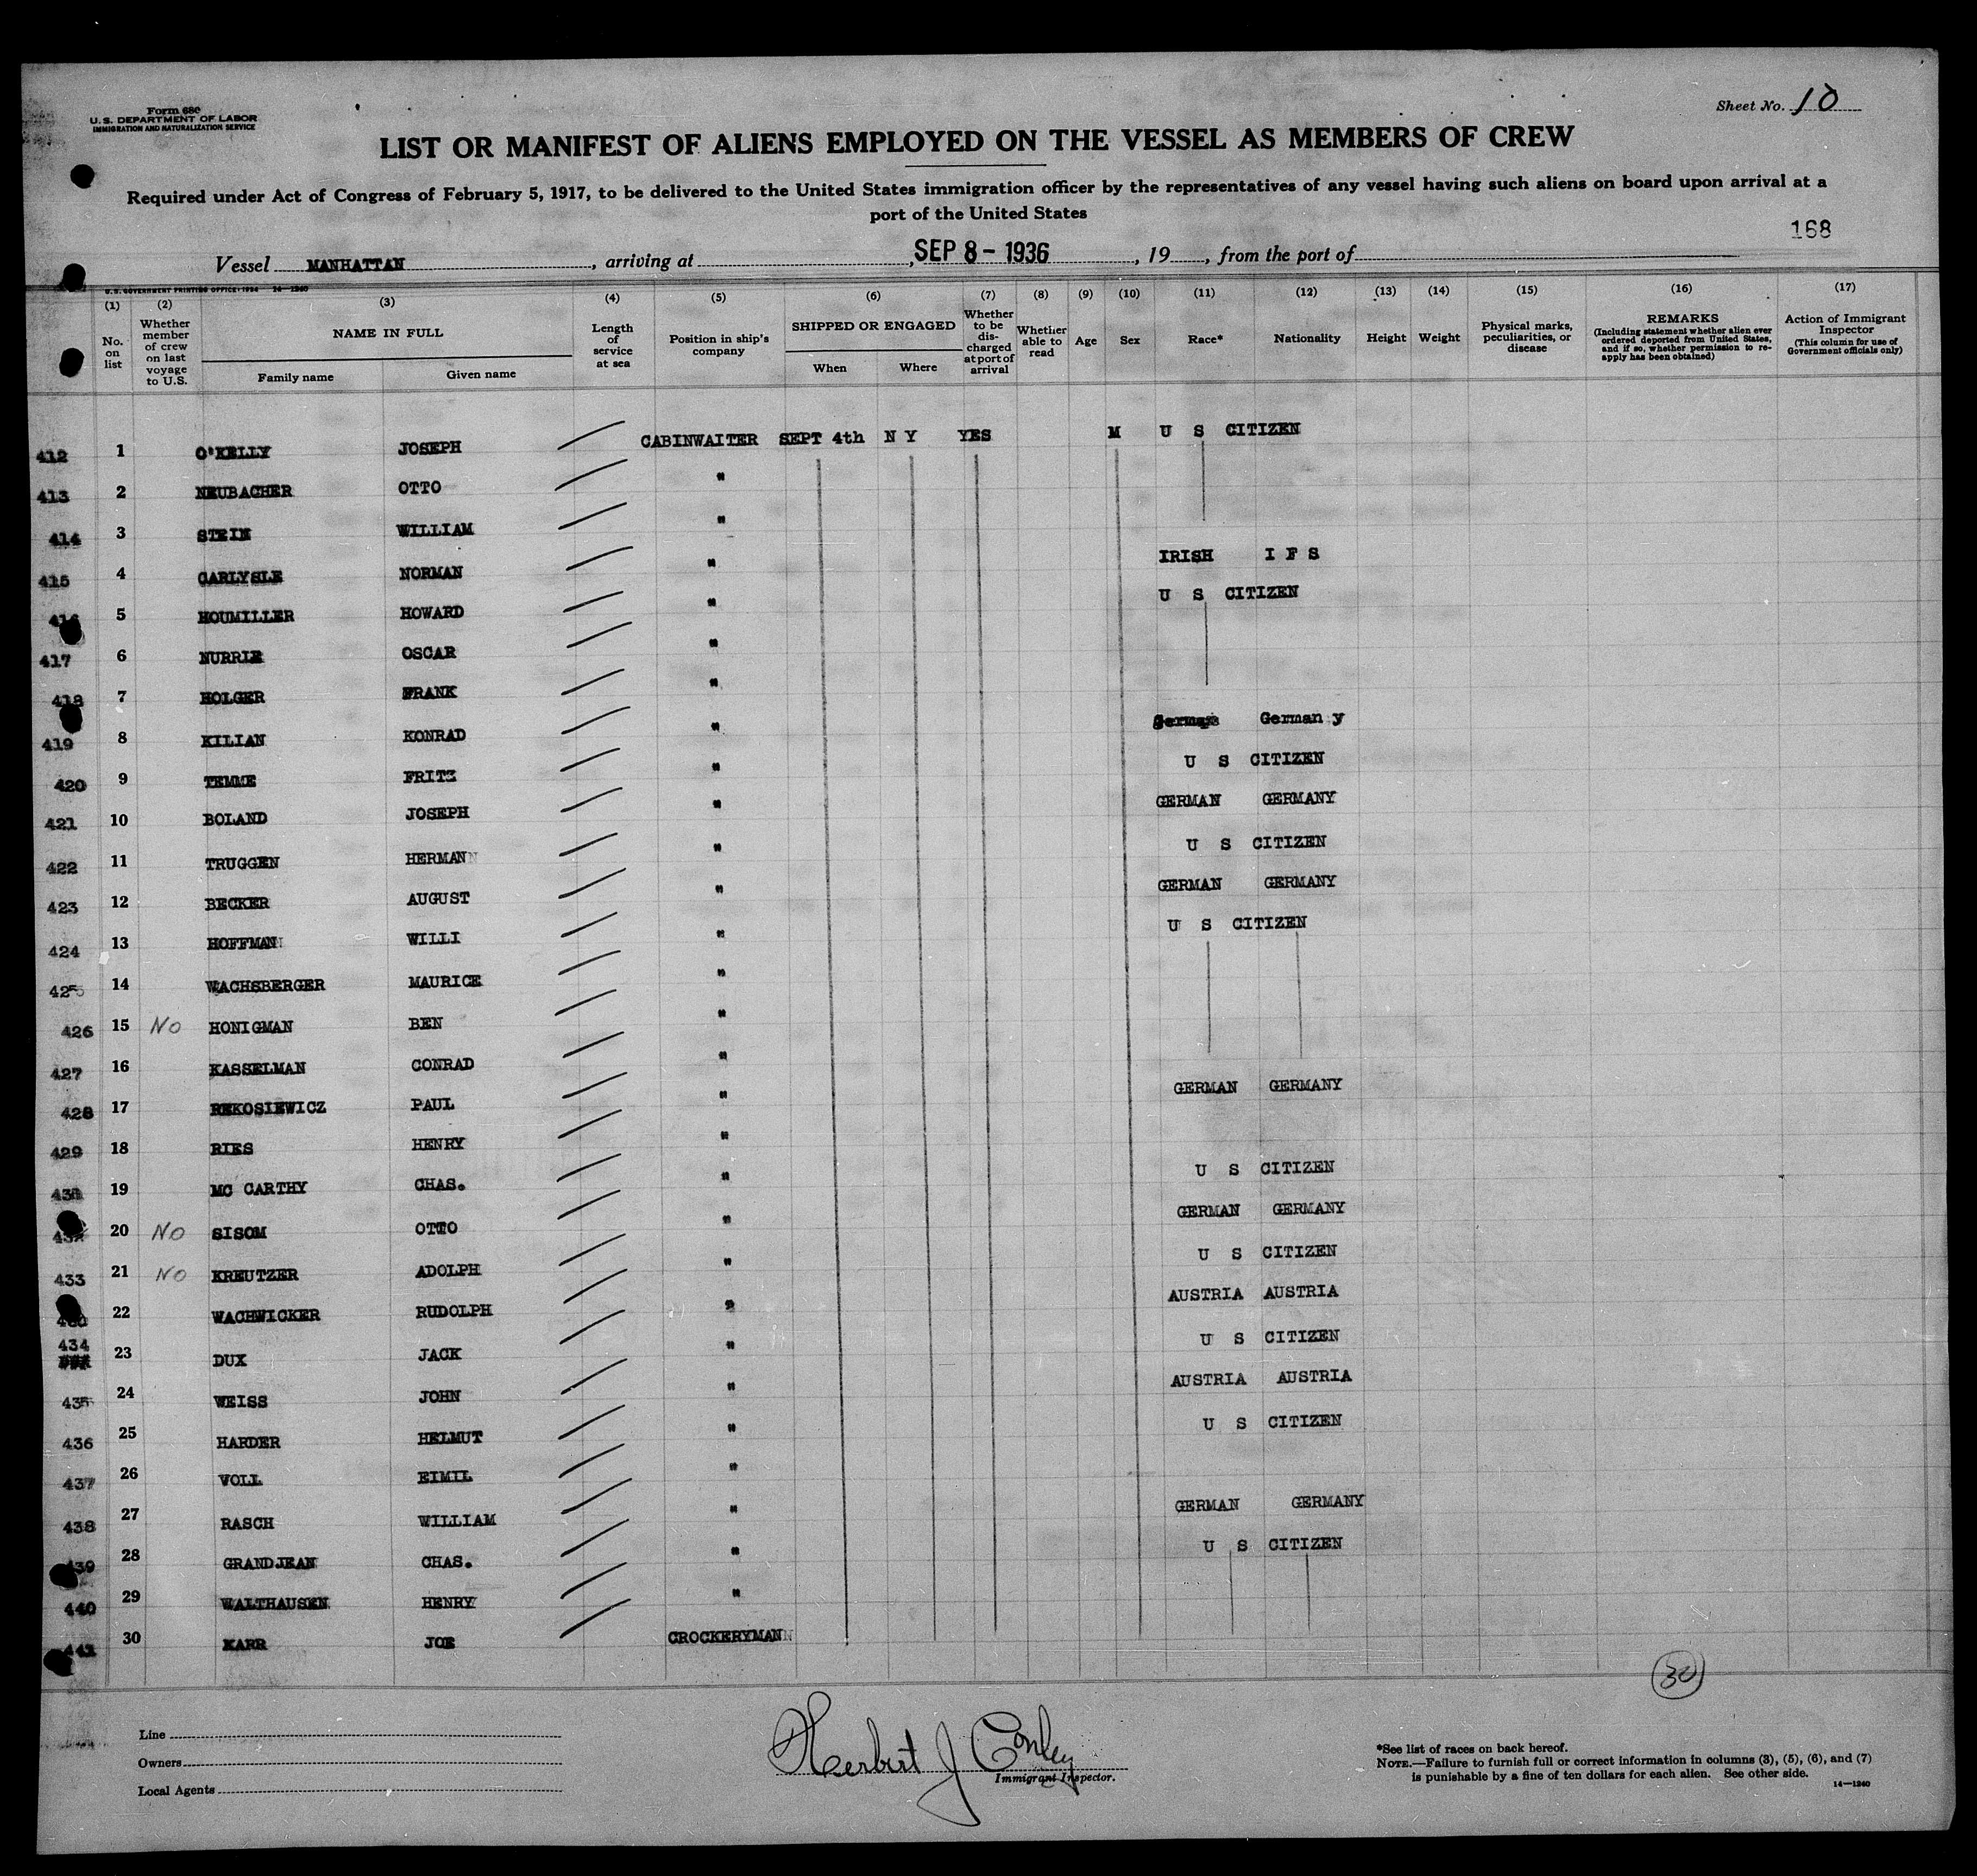 Form 680
U. S. DEPARTMENT OF LABOR
IMMIGRATION AND NATURALIZATION SERVICE
Sheet No. 10
LIST OR MANIFEST OF ALIENS EMPLOYED ON THE VESSEL AS MEMBERS OF CREW
Required under Act of Congress of February 5, 1917, to be delivered to the United States immigration officer by the representatives of any vessel having such aliens on board upon arrival at a
port of the United States
168
Vessel MANHATTAN, arriving at , SEP 8 - 1936, 19 , from the port of
U. S. GOVERNMENT PRINTING OFFICE: 1934 14—1240
(1) (2) (3) (4) (5) (6) (7) (8) (9) (10) (11) (12) (13) (14) (15) (16) (17)
No. on list
Whether member of crew on last voyage to U.S.
NAME IN FULL
Family name
Given name
Length of service at sea
Position in ship's company
SHIPPED OR ENGAGED
When
Where
Whether to be discharged at port of arrival
Whether able to read
Age
Sex
Race*
Nationality
Height
Weight
Physical marks, peculiarities, or disease
REMARKS
(Including statement whether alien ever ordered deported from United States, and if so, whether permission to re-apply has been obtained)
Action of Immigrant Inspector
(This column for use of Government officials only)
412 1 O'KELLY JOSEPH CABINWAITER SEPT 4th N Y YES M U S CITIZEN
413 2 NEUBACHER OTTO "
414 3 STEIN WILLIAM "
415 4 CARLYSLE NORMAN " IRISH I F S
416 5 HOUMILLER HOWARD " U S CITIZEN
417 6 NURRIE OSCAR "
418 7 HOLGER FRANK "
419 8 KILIAN KONRAD " German German y
420 9 TEMME FRITZ " U S CITIZEN
421 10 BOLAND JOSEPH " GERMAN GERMANY
422 11 TRUGGEN HERMANN " U S CITIZEN
423 12 BECKER AUGUST " GERMAN GERMANY
424 13 HOFFMANN WILLI " U S CITIZEN
425 14 WACHSBERGER MAURICE "
426 15 NO HONIGMAN BEN "
427 16 KASSELMAN CONRAD "
428 17 REKOSIEWICZ PAUL " GERMAN GERMANY
429 18 RIES HENRY "
19 MC CARTHY CHAS. " U S CITIZEN
20 NO SISOM OTTO " GERMAN GERMANY
433 21 NO KREUTZER ADOLPH " U S CITIZEN
22 WACHWICKER RUDOLPH " AUSTRIA AUSTRIA
434 23 DUX JACK " U S CITIZEN
435 24 WEISS JOHN " AUSTRIA AUSTRIA
436 25 HARDER HELMUT " U S CITIZEN
437 26 VOLL EIMIL "
438 27 RASCH WILLIAM " GERMAN GERMANY
439 28 GRANDJEAN CHAS. " U S CITIZEN
440 29 WALTHAUSEN HENRY "
441 30 KARR JOE CROCKERYMAN
30
Line
Owners
Local Agents
Herbert J Conley
Immigrant Inspector.
*See list of races on back hereof.
NOTE.—Failure to furnish full or correct information in columns (3), (5), (6), and (7)
is punishable by a fine of ten dollars for each alien. See other side.
14—1240